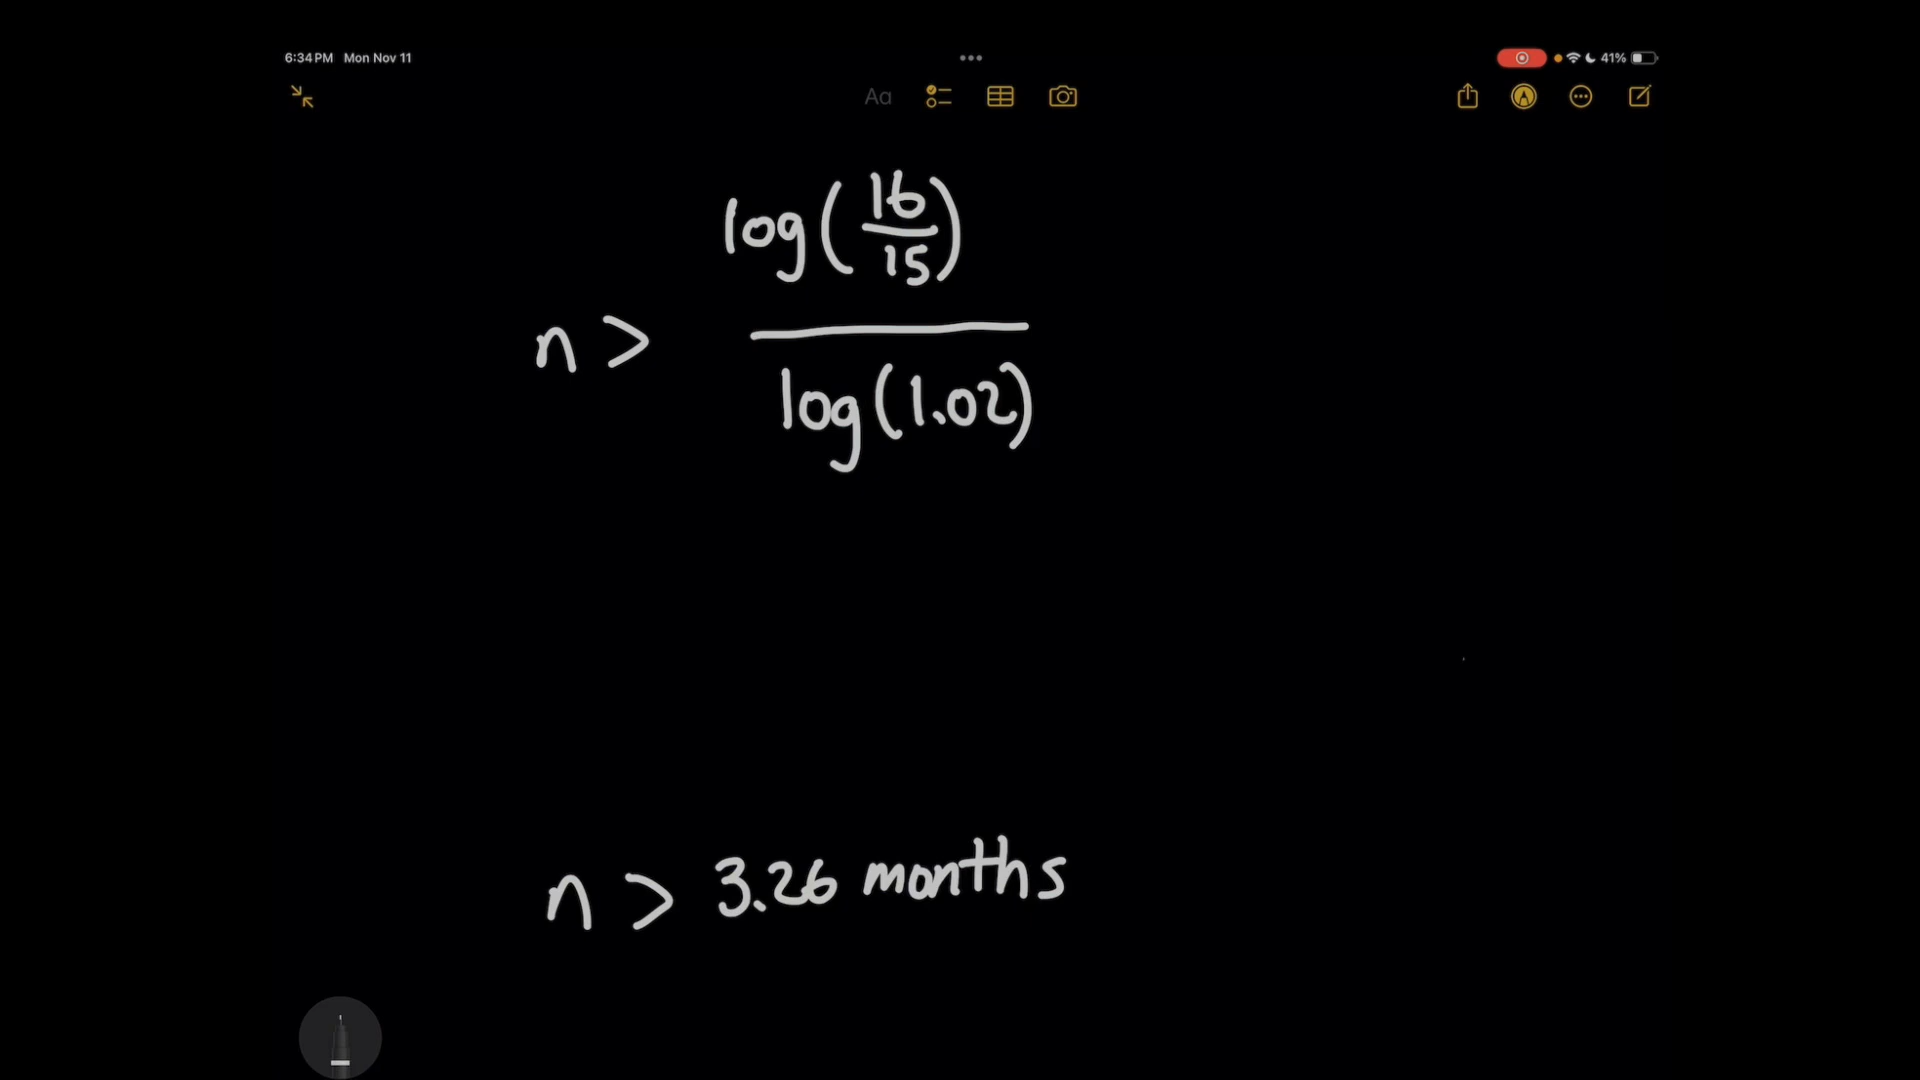 6:34 PM Mon Nov 11
41%
Aa
n > log(16/15) / log(1.02)
n > 3.26 months